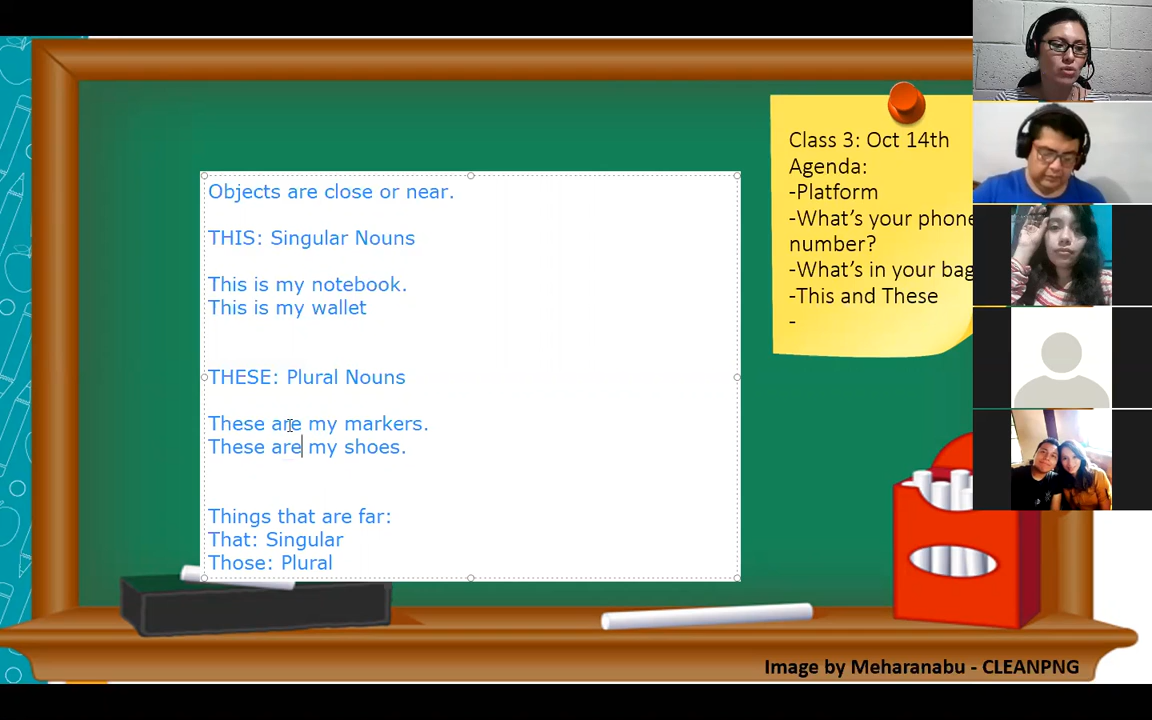 Objects are close or near.
THIS: Singular Nouns
This is my notebook.
This is my wallet
THESE: Plural Nouns
These are my markers.
These are my shoes.
Things that are far:
That: Singular
Those: Plural
Class 3: Oct 14th
Agenda:
-Platform
-What's your phone
number?
-What's in your bag
-This and These
-
Image by Meharanabu - CLEANPNG